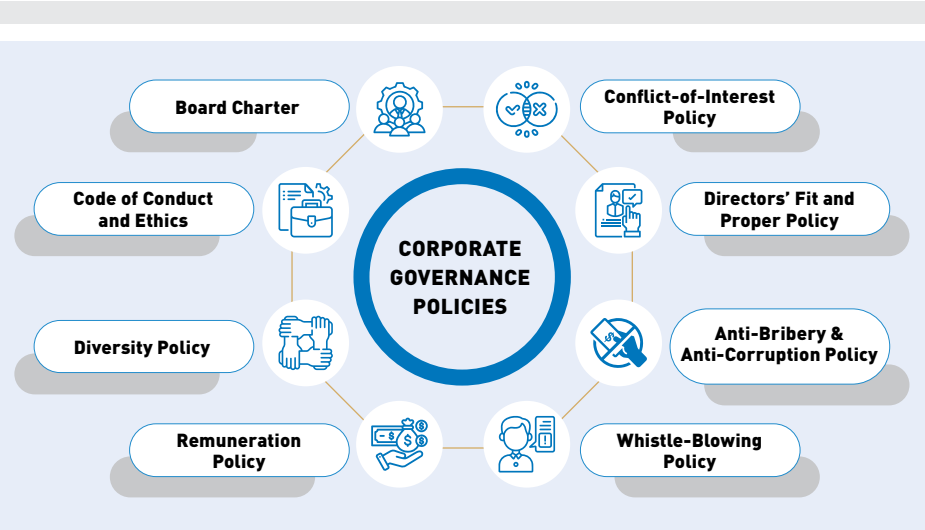 Board Charter
Conflict-of-Interest
Policy
Code of Conduct
and Ethics
Directors' Fit and
Proper Policy
CORPORATE
GOVERNANCE
POLICIES
Diversity Policy
Anti-Bribery &
Anti-Corruption Policy
Remuneration
Policy
Whistle-Blowing
Policy